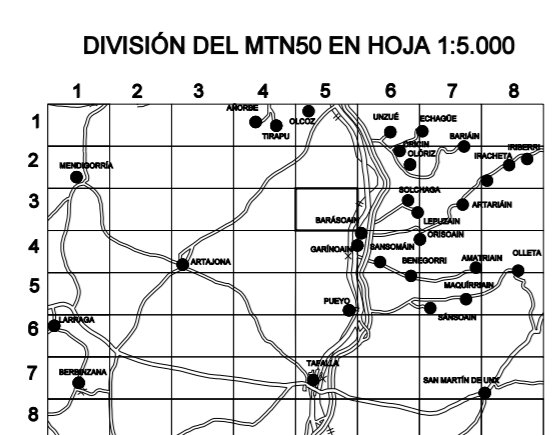 DIVISIÓN DEL MTN50 EN HOJA 1:5.000
1 2 3 4 5 6 7 8
1
AÑORBE
TIRAPU
OLCOZ
UNZUÉ
ECHAGÜE
2
MENDIGORRÍA
ORICIN
OLÓRIZ
BARIÁIN
IRACHETA
IRIBERRI
3
BARÁSOAIN
SOLCHAGA
LEPUZAIN
ARTARIÁIN
4
ARTAJONA
GARÍNOAIN
SANSOMÁIN
ORISOAIN
BENEGORRI
AMATRIAIN
OLLETA
5
MAQUÍRRIAIN
PUEYO
SÁNSOAIN
6
LARRAGA
7
BERBINZANA
TAFALLA
SAN MARTÍN DE UNX
8